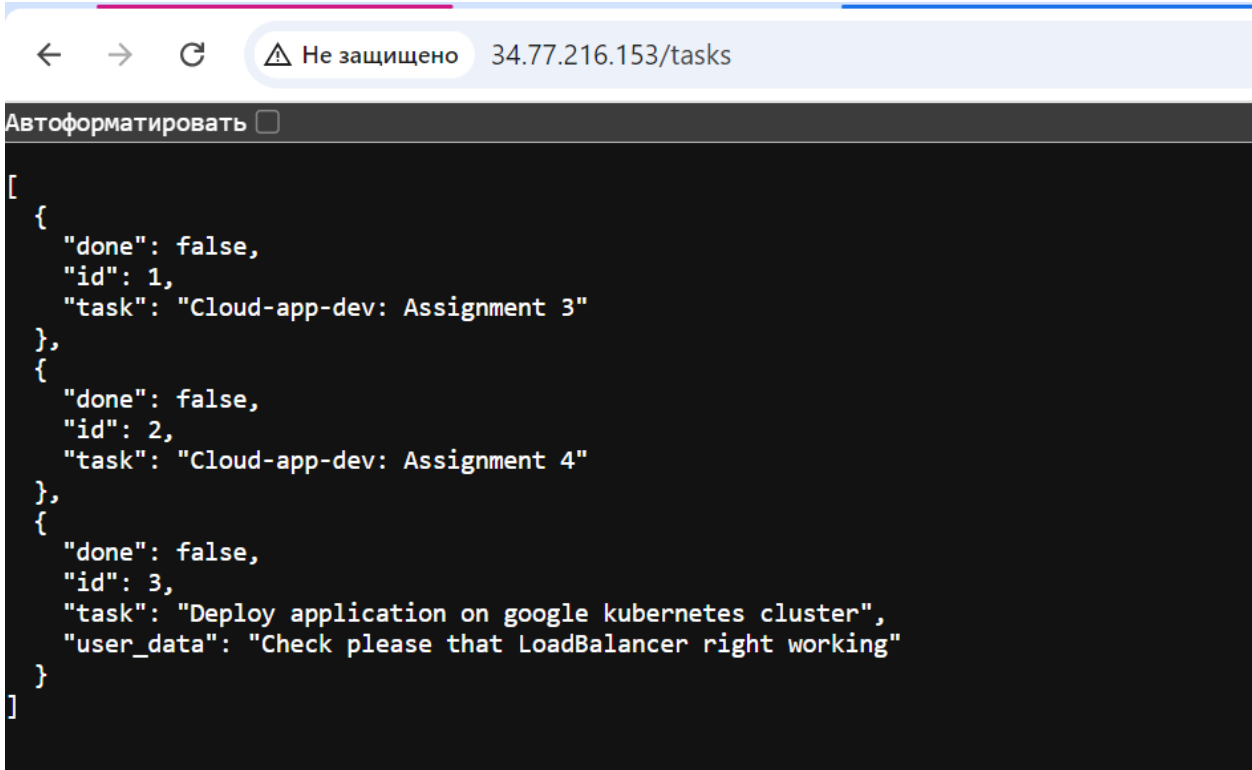 Не защищено 34.77.216.153/tasks
Автоформатировать
[
  {
    "done": false,
    "id": 1,
    "task": "Cloud-app-dev: Assignment 3"
  },
  {
    "done": false,
    "id": 2,
    "task": "Cloud-app-dev: Assignment 4"
  },
  {
    "done": false,
    "id": 3,
    "task": "Deploy application on google kubernetes cluster",
    "user_data": "Check please that LoadBalancer right working"
  }
]